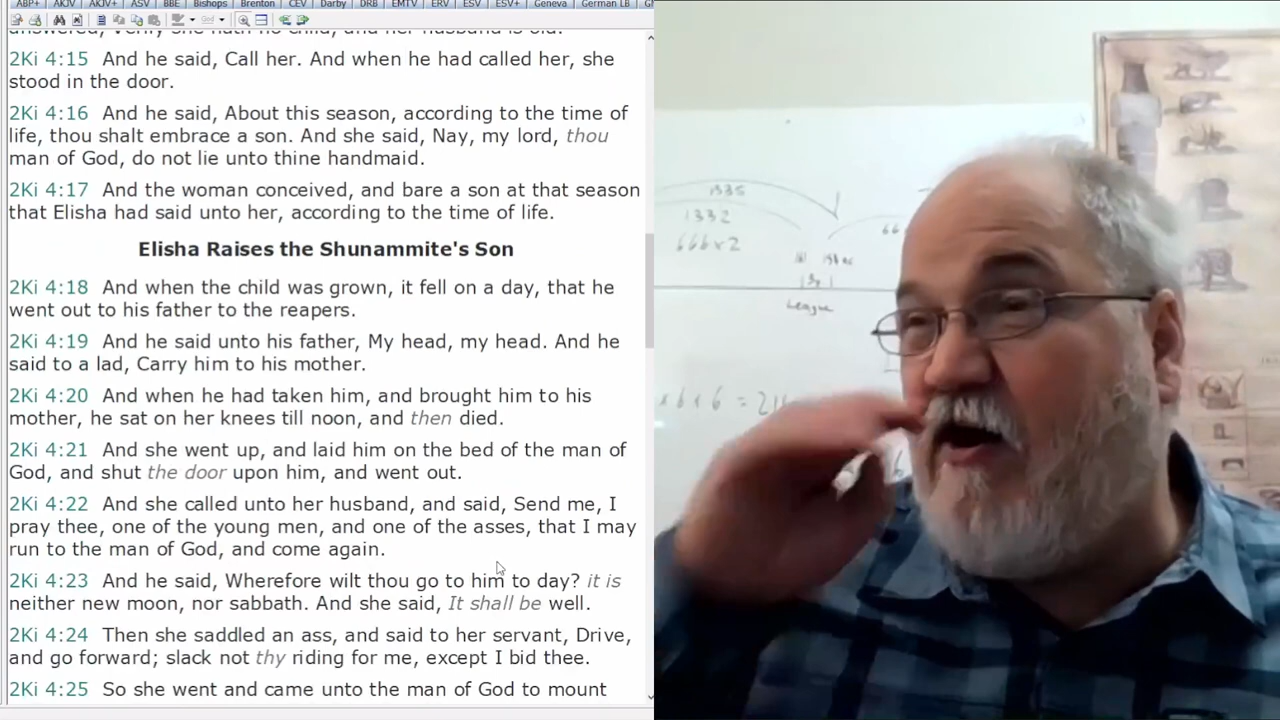 ABP+ AKJV AKJV+ ASV BBE Bishops Brenton CEV Darby DRB EMTV ERV ESV ESV+ Geneva German LB
answered, Verily she hath no child, and her husband is old.
2Ki 4:15 And he said, Call her. And when he had called her, she
stood in the door.
2Ki 4:16 And he said, About this season, according to the time of
life, thou shalt embrace a son. And she said, Nay, my lord, thou
man of God, do not lie unto thine handmaid.
2Ki 4:17 And the woman conceived, and bare a son at that season
that Elisha had said unto her, according to the time of life.
Elisha Raises the Shunammite's Son
2Ki 4:18 And when the child was grown, it fell on a day, that he
went out to his father to the reapers.
2Ki 4:19 And he said unto his father, My head, my head. And he
said to a lad, Carry him to his mother.
2Ki 4:20 And when he had taken him, and brought him to his
mother, he sat on her knees till noon, and then died.
2Ki 4:21 And she went up, and laid him on the bed of the man of
God, and shut the door upon him, and went out.
2Ki 4:22 And she called unto her husband, and said, Send me, I
pray thee, one of the young men, and one of the asses, that I may
run to the man of God, and come again.
2Ki 4:23 And he said, Wherefore wilt thou go to him to day? it is
neither new moon, nor sabbath. And she said, It shall be well.
2Ki 4:24 Then she saddled an ass, and said to her servant, Drive,
and go forward; slack not thy riding for me, except I bid thee.
2Ki 4:25 So she went and came unto the man of God to mount
1335
1332
666x2
League